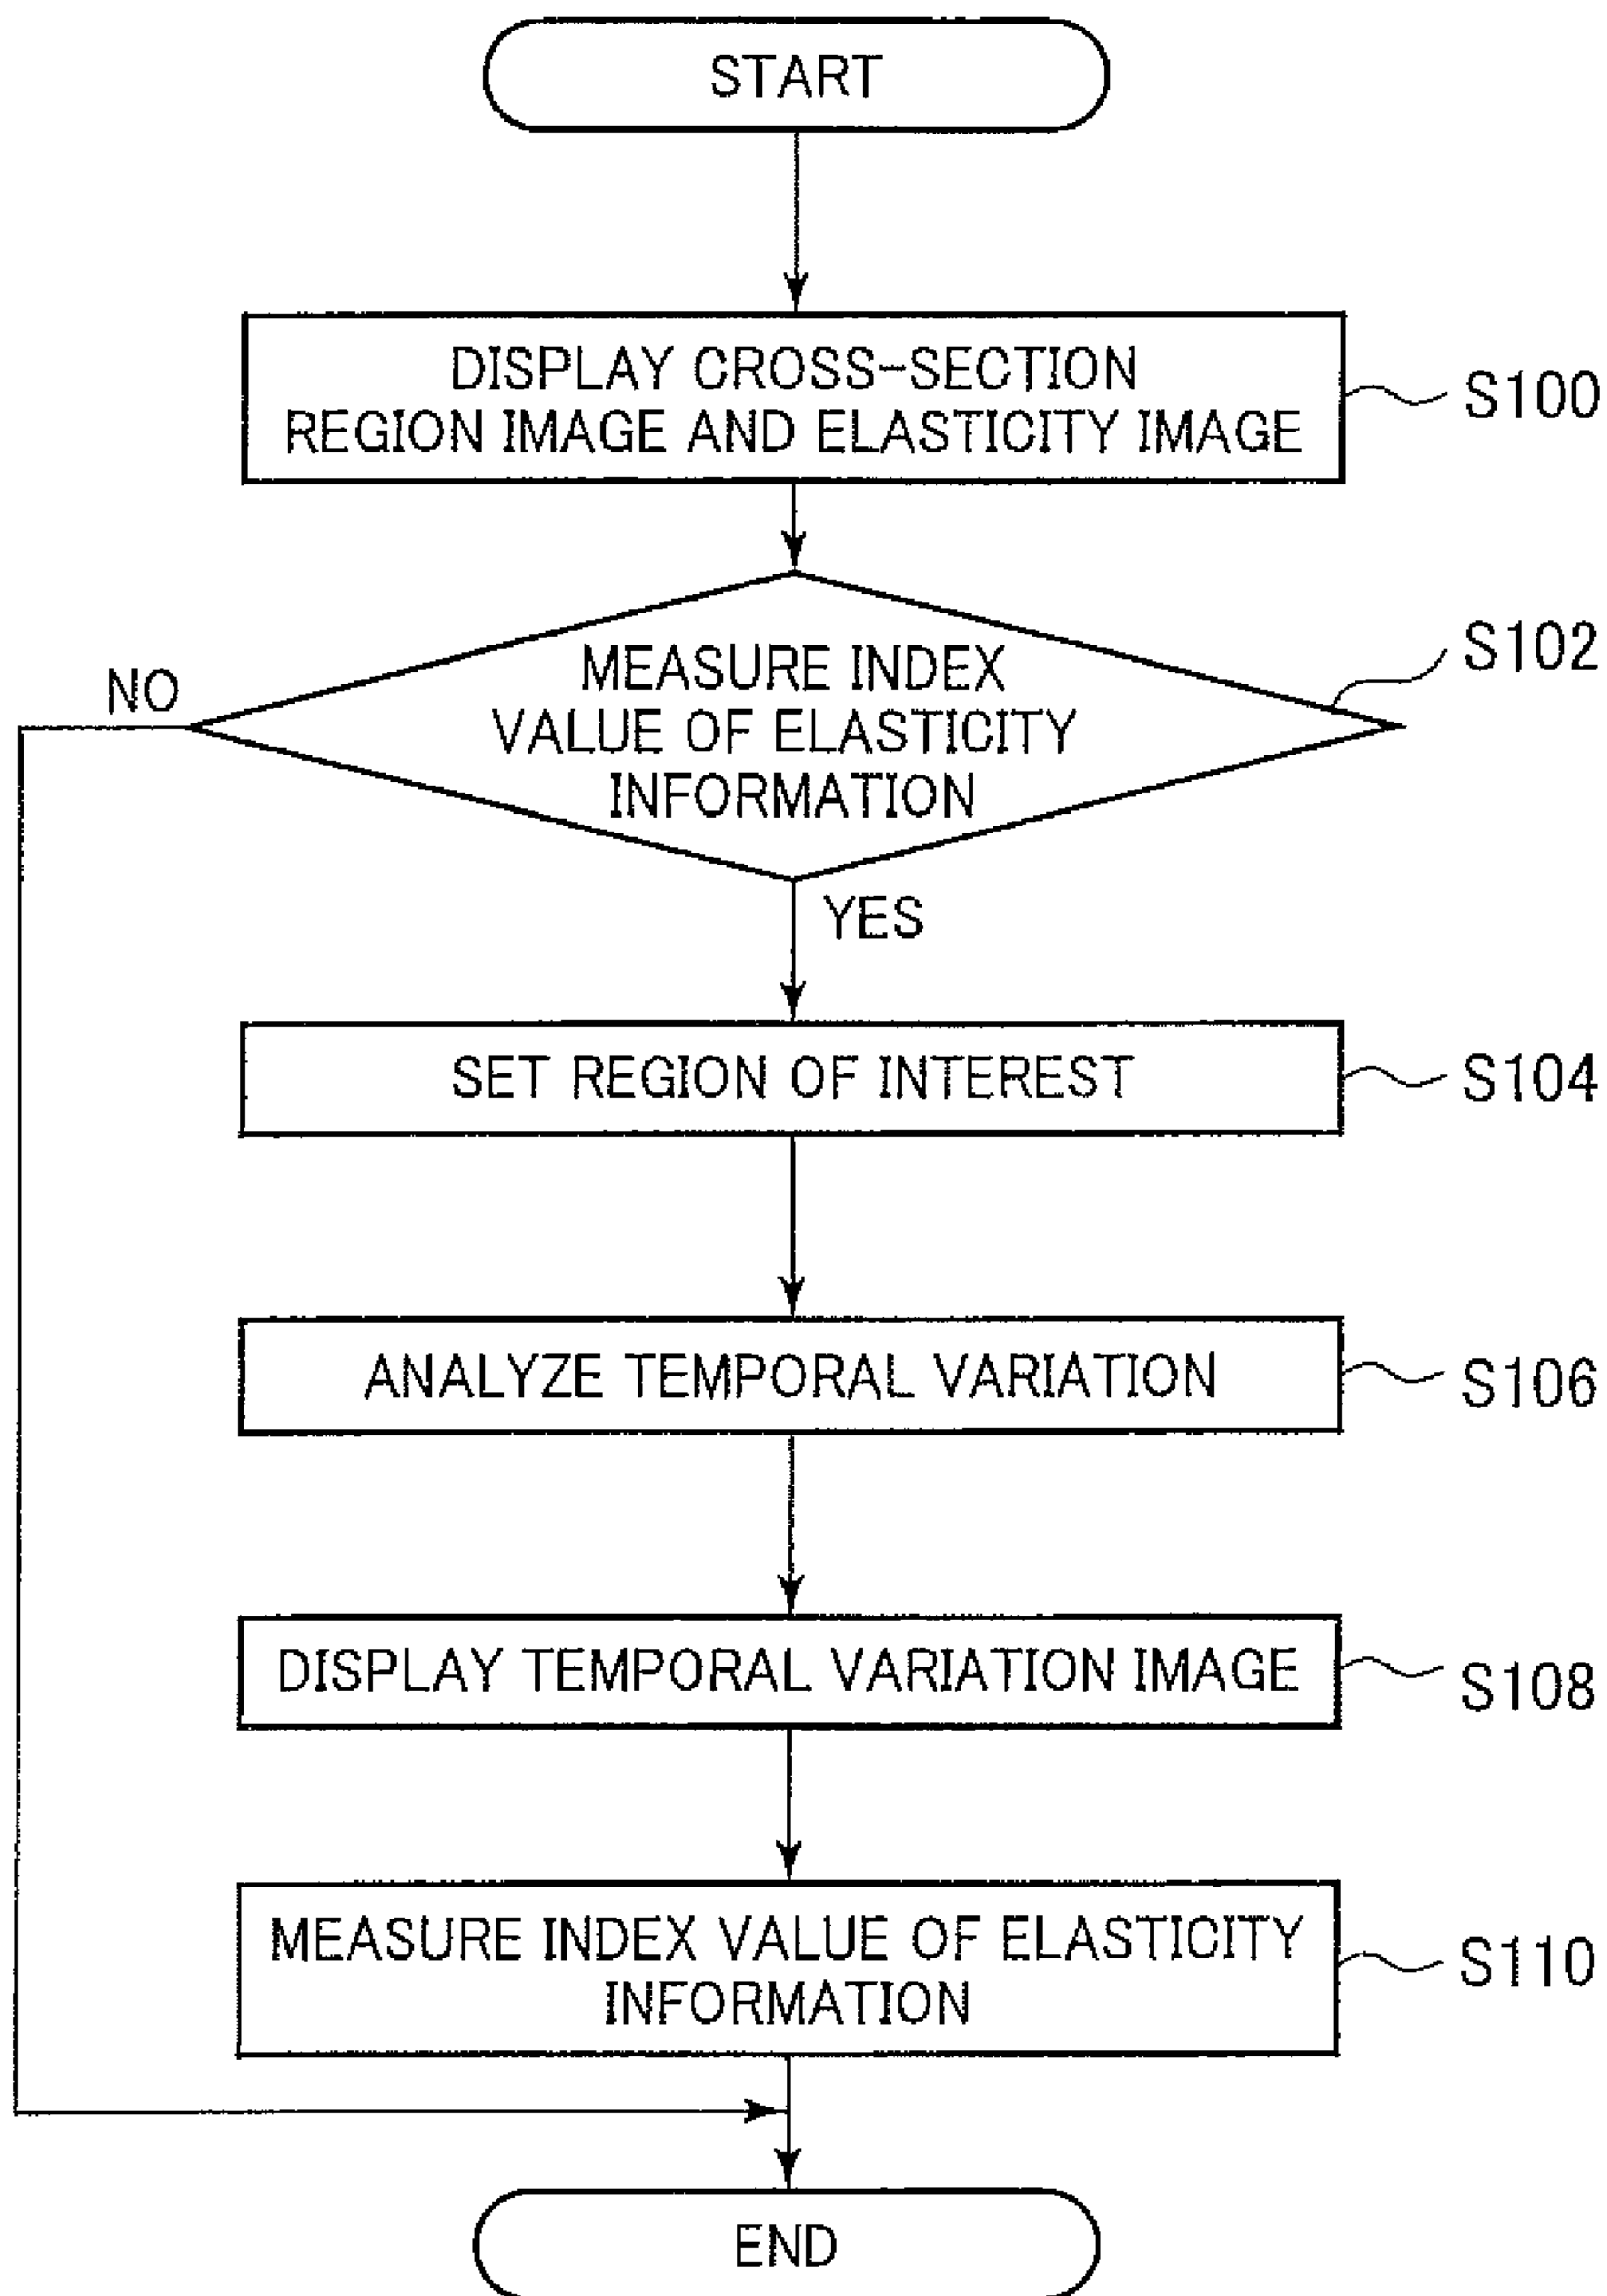 START
DISPLAY CROSS-SECTION
REGION IMAGE AND ELASTICITY IMAGE
S100
MEASURE INDEX
VALUE OF ELASTICITY
INFORMATION
S102
NO
YES
SET REGION OF INTEREST
S104
ANALYZE TEMPORAL VARIATION
S106
DISPLAY TEMPORAL VARIATION IMAGE
S108
MEASURE INDEX VALUE OF ELASTICITY
INFORMATION
S110
END